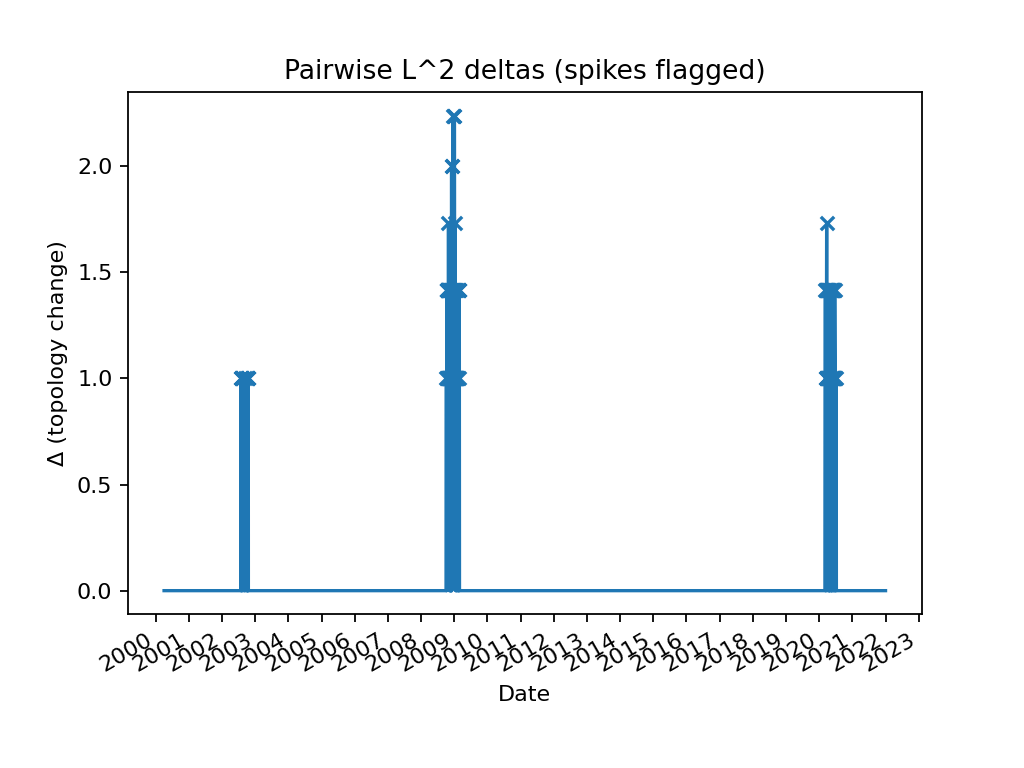 Pairwise L^2 deltas (spikes flagged)
Δ (topology change)
2.0
1.5
1.0
0.5
0.0
2000 2001 2002 2003 2004 2005 2006 2007 2008 2009 2010 2011 2012 2013 2014 2015 2016 2017 2018 2019 2020 2021 2022 2023
Date